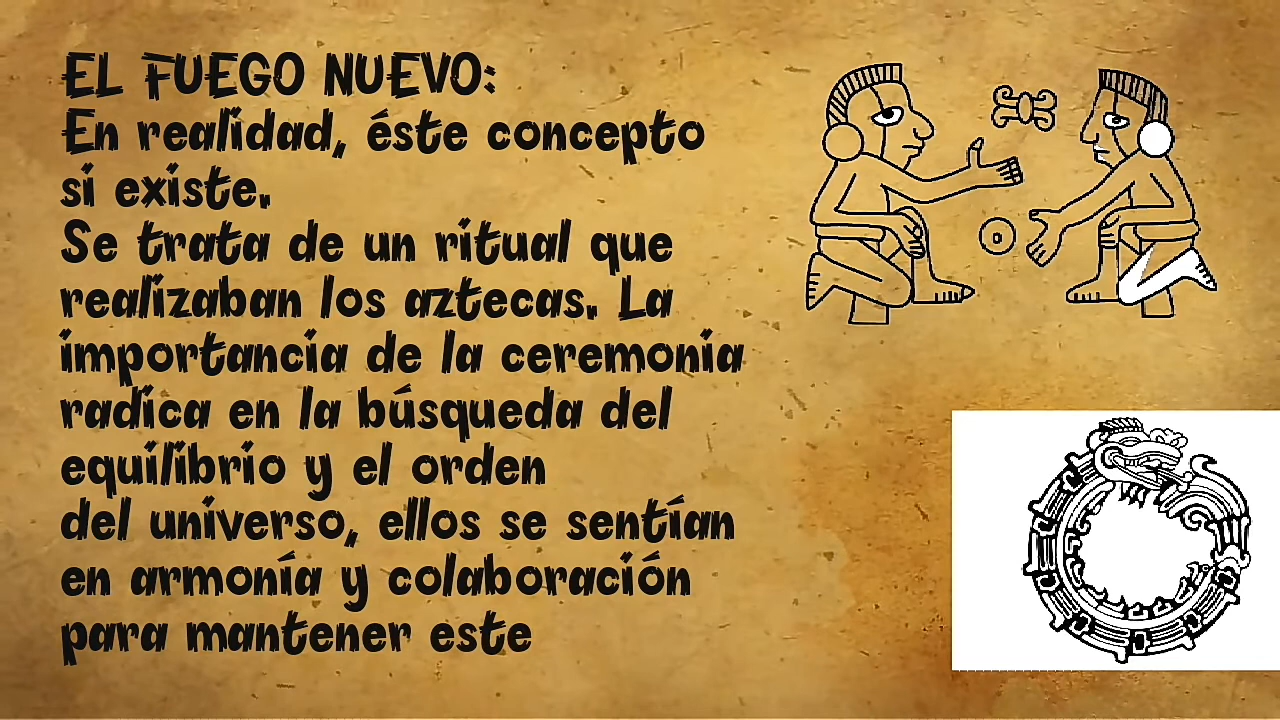 EL FUEGO NUEVO:
En realidad, éste concepto
si existe.
Se trata de un ritual que
realizaban los aztecas. La
importancia de la ceremonia
radica en la búsqueda del
equilibrio y el orden
del universo, ellos se sentían
en armonía y colaboración
para mantener este